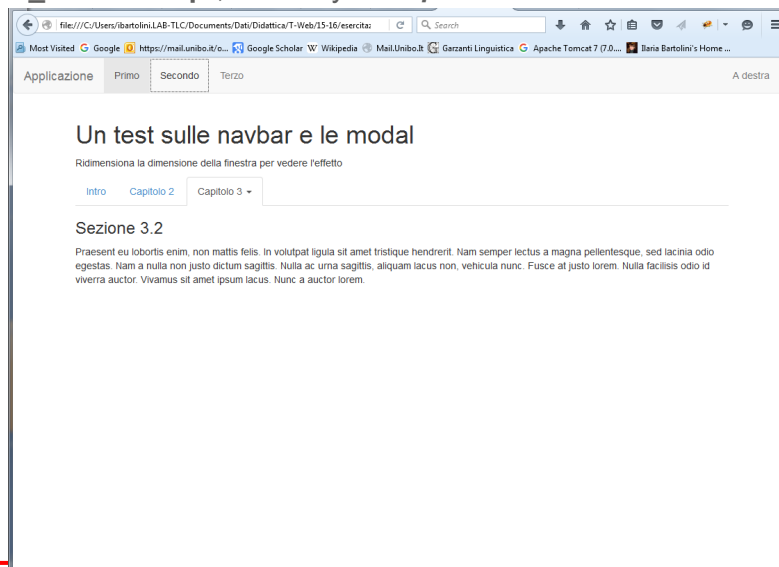 file:///C:/Users/ibartolini.LAB-TLC/Documents/Dati/Didattica/T-Web/15-16/esercita:
Search
Most Visited Google https://mail.unibo.it/o... Google Scholar W Wikipedia Mail.Unibo.It Garzanti Linguistica Apache Tomcat 7 (7.0.... Ilaria Bartolini's Home ...
Applicazione Primo Secondo Terzo A destra
Un test sulle navbar e le modal
Ridimensiona la dimensione della finestra per vedere l'effetto
Intro Capitolo 2 Capitolo 3
Sezione 3.2
Praesent eu lobortis enim, non mattis felis. In volutpat ligula sit amet tristique hendrerit. Nam semper lectus a magna pellentesque, sed lacinia odio
egestas. Nam a nulla non justo dictum sagittis. Nulla ac urna sagittis, aliquam lacus non, vehicula nunc. Fusce at justo lorem. Nulla facilisis odio id
viverra auctor. Vivamus sit amet ipsum lacus. Nunc a auctor lorem.